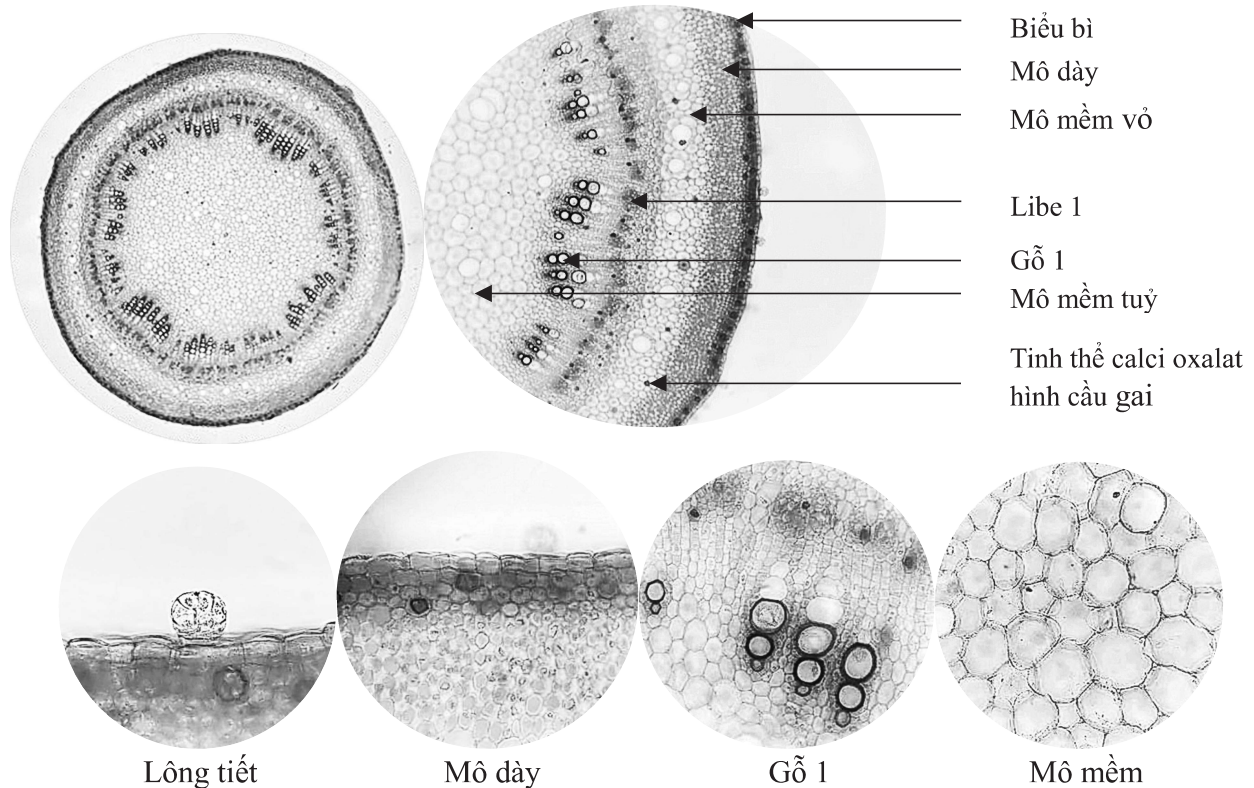 Biểu bì
Mô dày
Mô mềm vỏ
Libe 1
Gỗ 1
Mô mềm tuỷ
Tinh thể calci oxalat
hình cầu gai
Lông tiết
Mô dày
Gỗ 1
Mô mềm